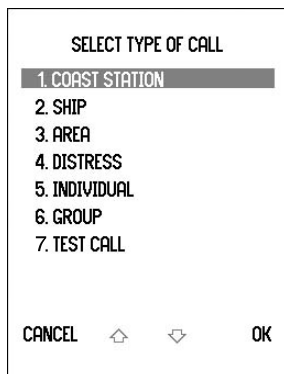 SELECT TYPE OF CALL
1. COAST STATION
2. SHIP
3. AREA
4. DISTRESS
5. INDIVIDUAL
6. GROUP
7. TEST CALL
CANCEL OK